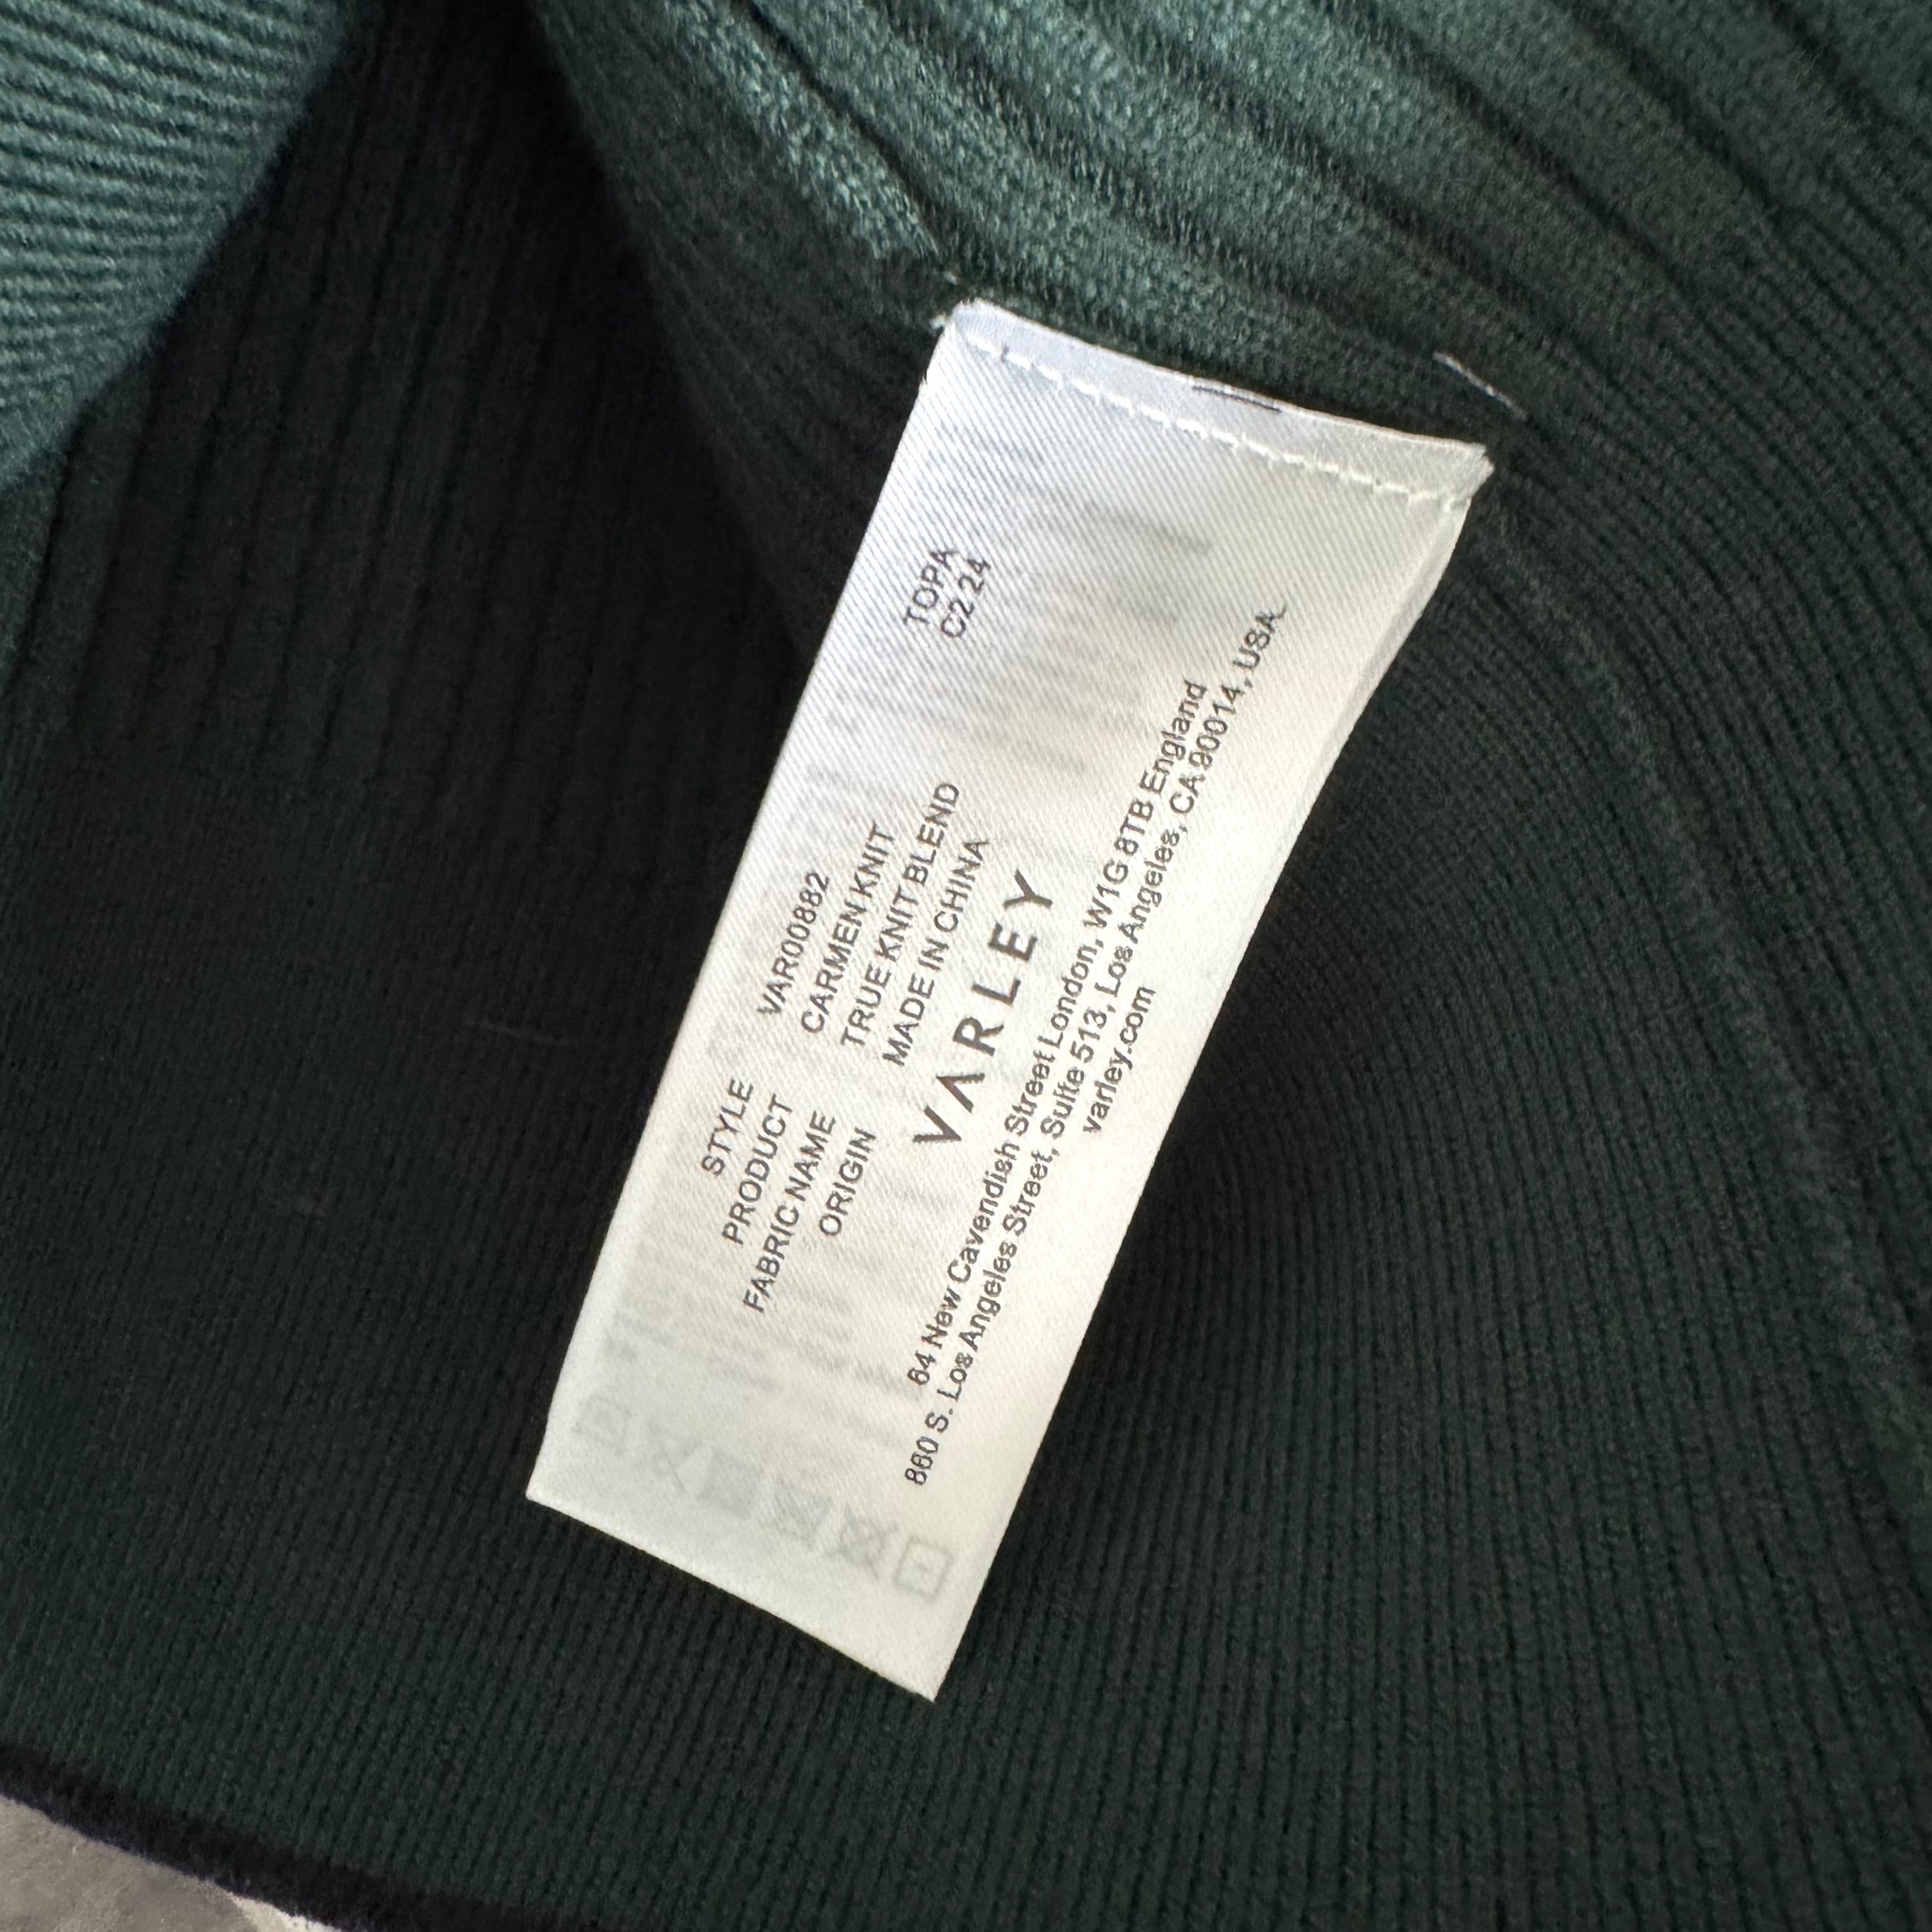 STYLE VAR00882 TOPA
PRODUCT CARMEN KNIT C2 24
FABRIC NAME TRUE KNIT BLEND
ORIGIN MADE IN CHINA
VARLEY
64 New Cavendish Street London, W1G 8TB England
860 S. Los Angeles Street, Suite 513, Los Angeles, CA 90014, USA.
varley.com